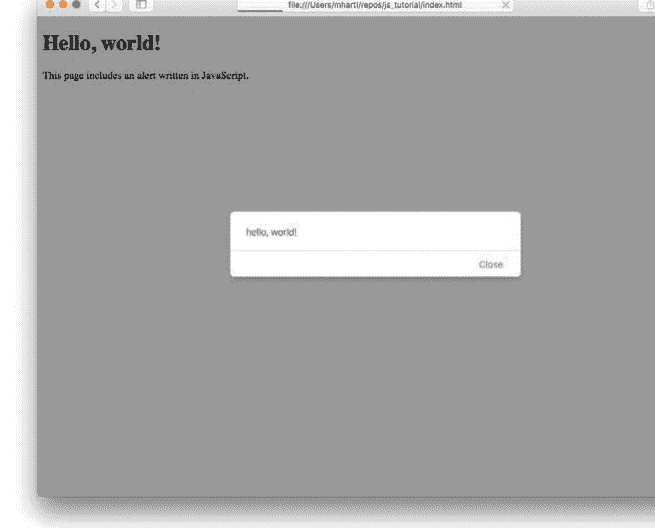 file:///Users/mhartl/repos/js_tutorial/index.html
Hello, world!
This page includes an alert written in JavaScript.
hello, world!
Close